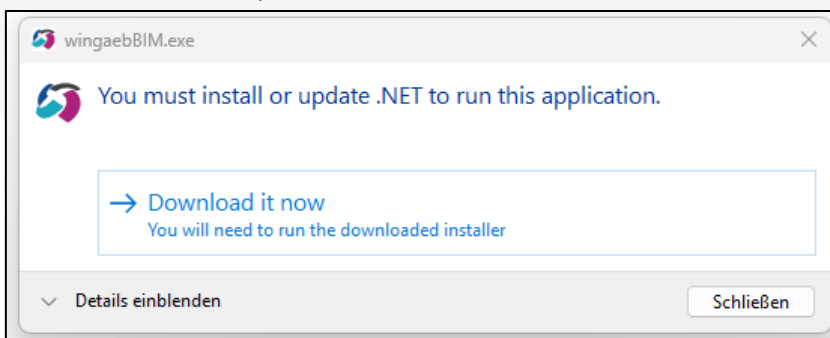 wingaebBIM.exe
You must install or update .NET to run this application.
Download it now
You will need to run the downloaded installer
Details einblenden
Schließen